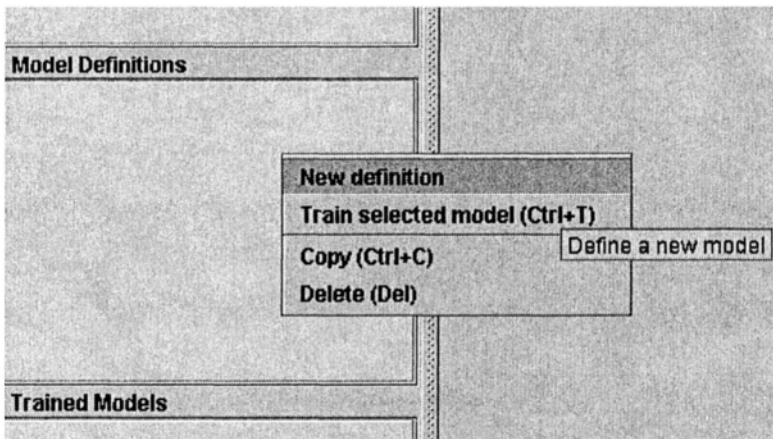 Model Definitions
New definition
Train selected model (Ctrl+T)
Define a new model
Copy (Ctrl+C)
Delete (Del)
Trained Models